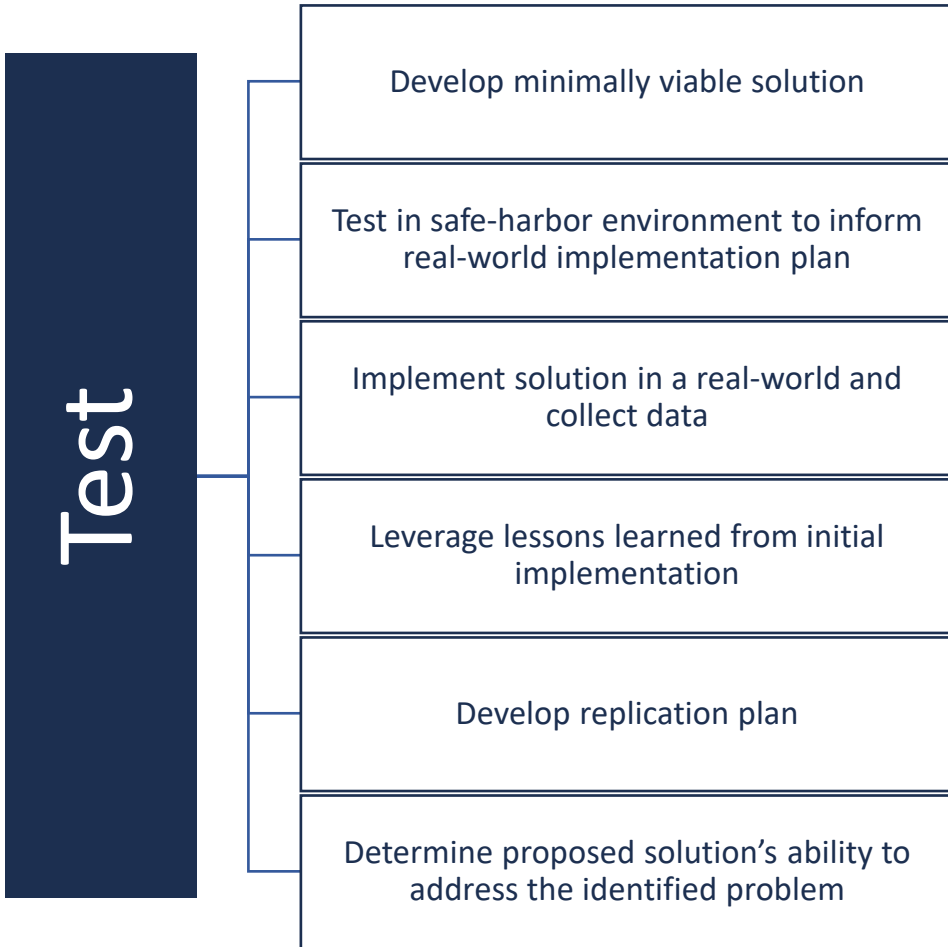 Test
Develop minimally viable solution
Test in safe-harbor environment to inform
real-world implementation plan
Implement solution in a real-world and
collect data
Leverage lessons learned from initial
implementation
Develop replication plan
Determine proposed solution’s ability to
address the identified problem